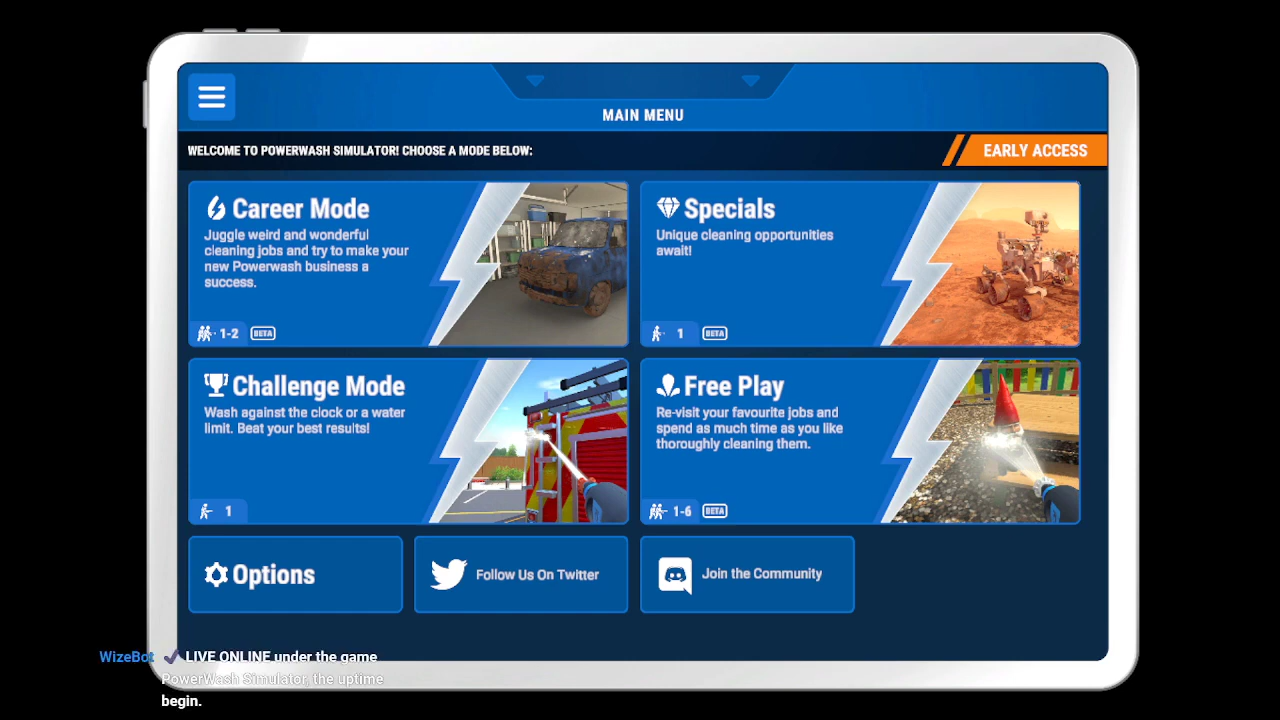 MAIN MENU
WELCOME TO POWERWASH SIMULATOR! CHOOSE A MODE BELOW:
EARLY ACCESS
Career Mode
Juggle weird and wonderful
cleaning jobs and try to make your
new Powerwash business a
success.
1-2 BETA
Specials
Unique cleaning opportunities
await!
1 BETA
Challenge Mode
Wash against the clock or a water
limit. Beat your best results!
1
Free Play
Re-visit your favourite jobs and
spend as much time as you like
thoroughly cleaning them.
1-6 BETA
Options
Follow Us On Twitter
Join the Community
WizeBot LIVE ONLINE under the game
PowerWash Simulator, the uptime
begin.